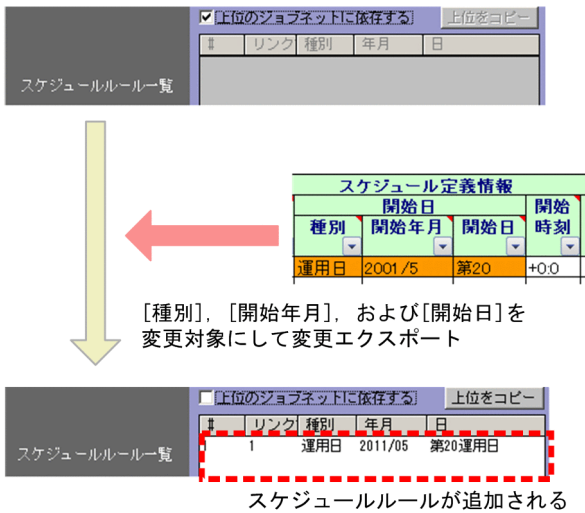 上位のジョブネットに依存する 上位をコピー
# リンク 種別 年月 日
スケジュールルール一覧
スケジュール定義情報
開始日 開始
種別 開始年月 開始日 時刻
運用日 2001/5 第20 +0:0
[種別],[開始年月],および[開始日]を
変更対象にして変更エクスポート
上位のジョブネットに依存する 上位をコピー
# リンク 種別 年月 日
1 運用日 2011/05 第20運用日
スケジュールルール一覧
スケジュールルールが追加される